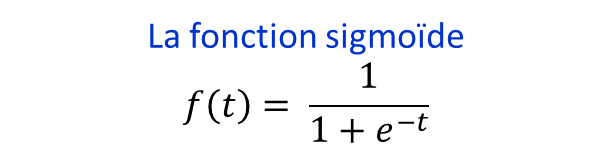 La fonction sigmoïde
f(t) = 1 / (1 + e^{-t})